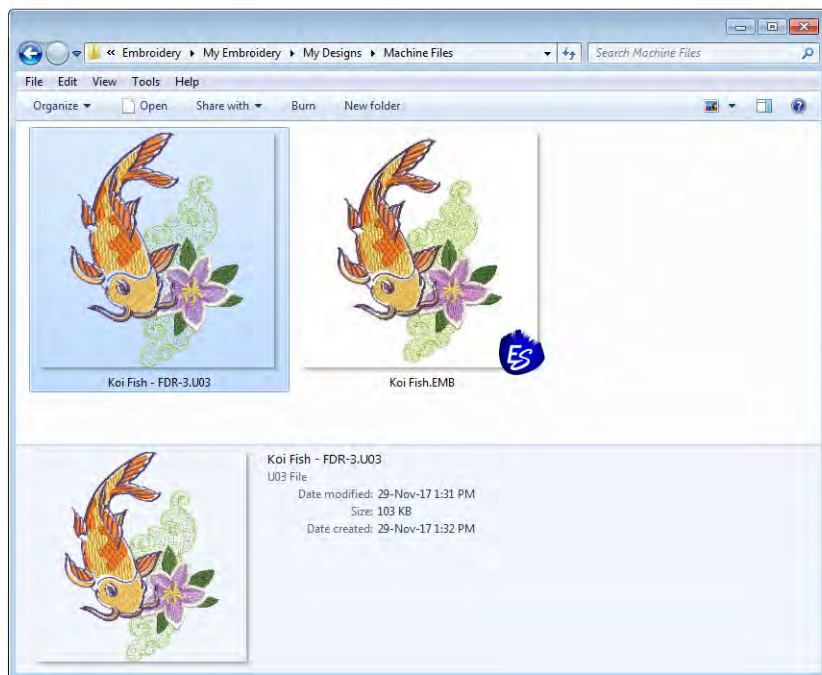 « Embroidery ▸ My Embroidery ▸ My Designs ▸ Machine Files
Search Machine Files
File Edit View Tools Help
Organize Open Share with Burn New folder
Koi Fish - FDR-3.U03
Koi Fish.EMB
ES
Koi Fish - FDR-3.U03
U03 File
Date modified: 29-Nov-17 1:31 PM
Size: 103 KB
Date created: 29-Nov-17 1:32 PM